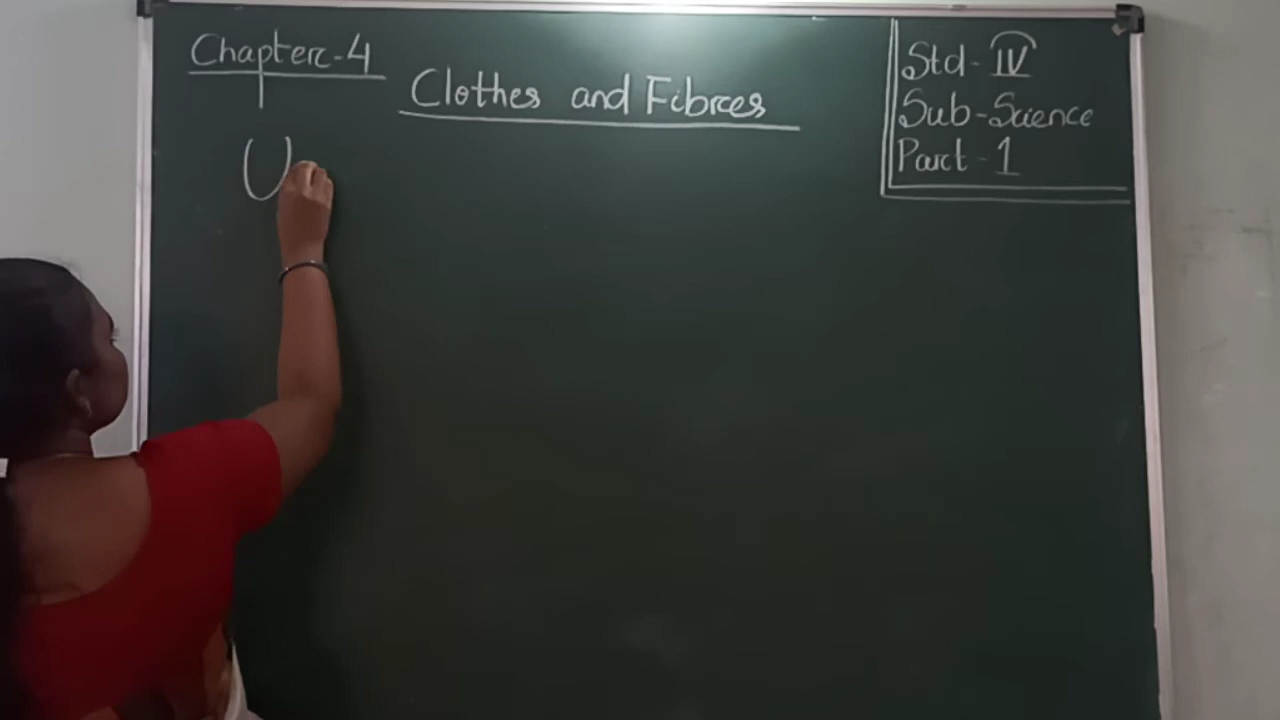 Chapter-4
Clothes and Fibres
Std-IV
Sub-Science
Part-1
U